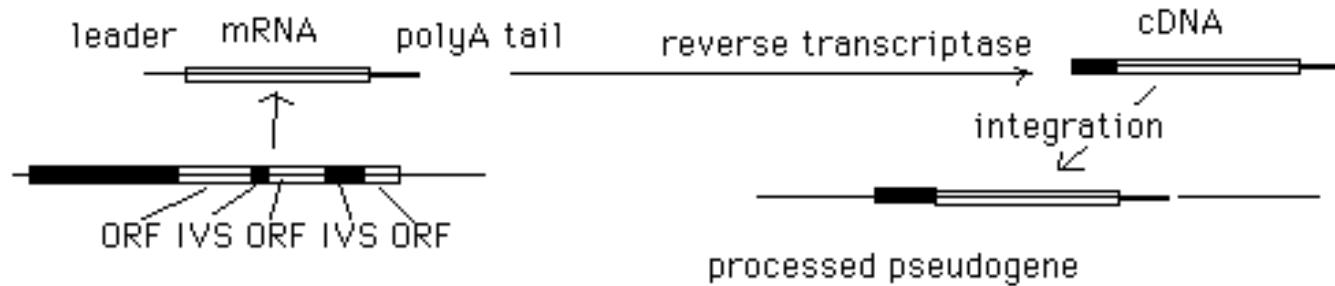 leader mRNA polyA tail
reverse transcriptase
cDNA
integration
ORF IVS ORF IVS ORF
processed pseudogene